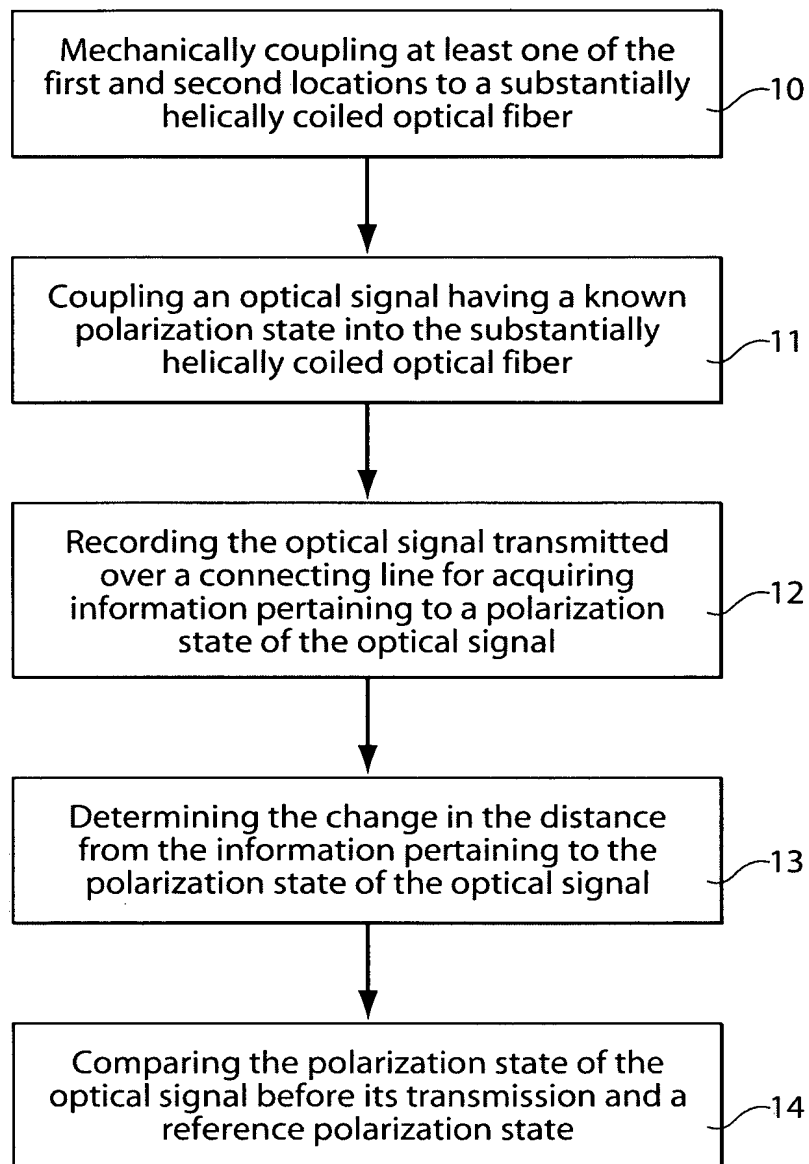 Mechanically coupling at least one of the
first and second locations to a substantially
helically coiled optical fiber
10
Coupling an optical signal having a known
polarization state into the substantially
helically coiled optical fiber
11
Recording the optical signal transmitted
over a connecting line for acquiring
information pertaining to a polarization
state of the optical signal
12
Determining the change in the distance
from the information pertaining to the
polarization state of the optical signal
13
Comparing the polarization state of the
optical signal before its transmission and a
reference polarization state
14